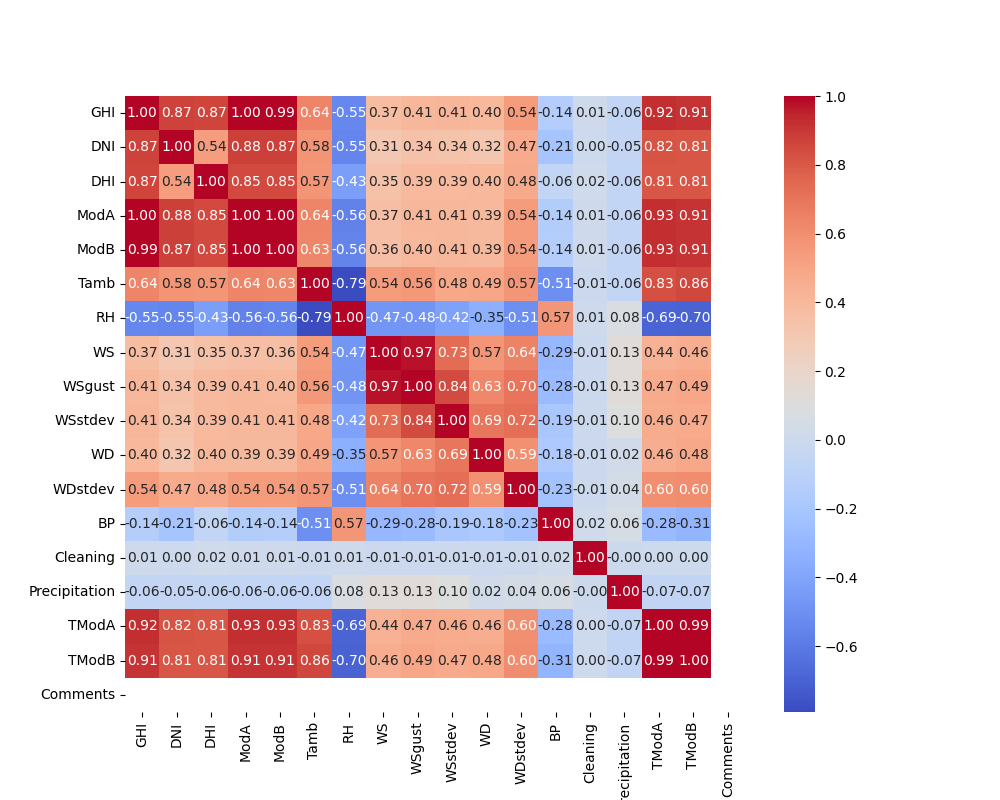 GHI 1.00 0.87 0.87 1.00 0.99 0.64 -0.55 0.37 0.41 0.41 0.40 0.54 -0.14 0.01 -0.06 0.92 0.91
DNI 0.87 1.00 0.54 0.88 0.87 0.58 -0.55 0.31 0.34 0.34 0.32 0.47 -0.21 0.00 -0.05 0.82 0.81
DHI 0.87 0.54 1.00 0.85 0.85 0.57 -0.43 0.35 0.39 0.39 0.40 0.48 -0.06 0.02 -0.06 0.81 0.81
ModA 1.00 0.88 0.85 1.00 1.00 0.64 -0.56 0.37 0.41 0.41 0.39 0.54 -0.14 0.01 -0.06 0.93 0.91
ModB 0.99 0.87 0.85 1.00 1.00 0.63 -0.56 0.36 0.40 0.41 0.39 0.54 -0.14 0.01 -0.06 0.93 0.91
Tamb 0.64 0.58 0.57 0.64 0.63 1.00 -0.79 0.54 0.56 0.48 0.49 0.57 -0.51 -0.01 -0.06 0.83 0.86
RH -0.55 -0.55 -0.43 -0.56 -0.56 -0.79 1.00 -0.47 -0.48 -0.42 -0.35 -0.51 0.57 0.01 0.08 -0.69 -0.70
WS 0.37 0.31 0.35 0.37 0.36 0.54 -0.47 1.00 0.97 0.73 0.57 0.64 -0.29 -0.01 0.13 0.44 0.46
WSgust 0.41 0.34 0.39 0.41 0.40 0.56 -0.48 0.97 1.00 0.84 0.63 0.70 -0.28 -0.01 0.13 0.47 0.49
WSstdev 0.41 0.34 0.39 0.41 0.41 0.48 -0.42 0.73 0.84 1.00 0.69 0.72 -0.19 -0.01 0.10 0.46 0.47
WD 0.40 0.32 0.40 0.39 0.39 0.49 -0.35 0.57 0.63 0.69 1.00 0.59 -0.18 -0.01 0.02 0.46 0.48
WDstdev 0.54 0.47 0.48 0.54 0.54 0.57 -0.51 0.64 0.70 0.72 0.59 1.00 -0.23 -0.01 0.04 0.60 0.60
BP -0.14 -0.21 -0.06 -0.14 -0.14 -0.51 0.57 -0.29 -0.28 -0.19 -0.18 -0.23 1.00 0.02 0.06 -0.28 -0.31
Cleaning 0.01 0.00 0.02 0.01 0.01 -0.01 0.01 -0.01 -0.01 -0.01 -0.01 -0.01 0.02 1.00 -0.00 0.00 0.00
Precipitation -0.06 -0.05 -0.06 -0.06 -0.06 -0.06 0.08 0.13 0.13 0.10 0.02 0.04 0.06 -0.00 1.00 -0.07 -0.07
TModA 0.92 0.82 0.81 0.93 0.93 0.83 -0.69 0.44 0.47 0.46 0.46 0.60 -0.28 0.00 -0.07 1.00 0.99
TModB 0.91 0.81 0.81 0.91 0.91 0.86 -0.70 0.46 0.49 0.47 0.48 0.60 -0.31 0.00 -0.07 0.99 1.00
Comments
GHI
DNI
DHI
ModA
ModB
Tamb
RH
WS
WSgust
WSstdev
WD
WDstdev
BP
Cleaning
recipitation
TModA
TModB
Comments
1.0
0.8
0.6
0.4
0.2
0.0
−0.2
−0.4
−0.6